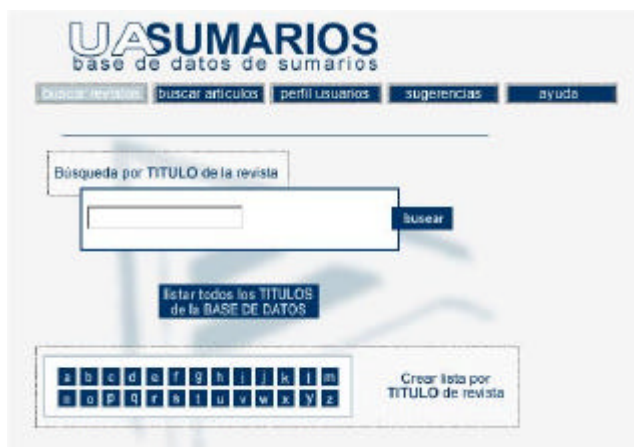 UASUMARIOS
base de datos de sumarios
buscar revistas buscar artículos perfil usuarios sugerencias ayuda
Búsqueda por TITULO de la revista
buscar
listar todos los TITULOS
de la BASE DE DATOS
a b c d e f g h i j k l m
n o p q r s t u v w x y z
Crear lista por
TITULO de revista